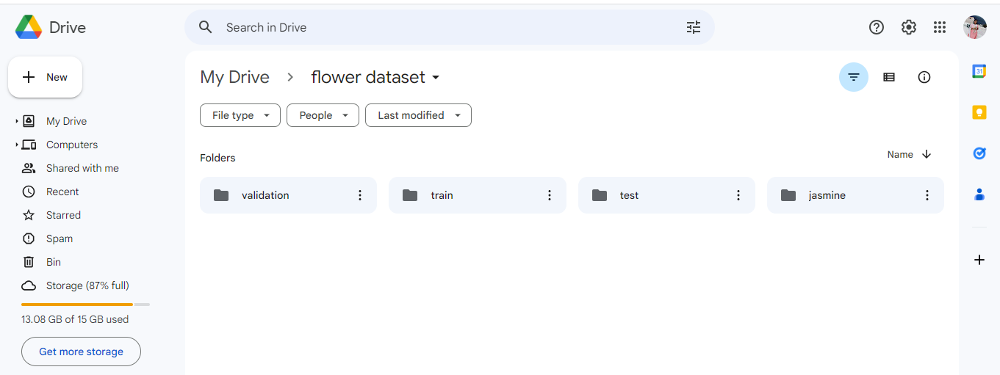 Drive
Search in Drive
New
My Drive
Computers
Shared with me
Recent
Starred
Spam
Bin
Storage (87% full)
13.08 GB of 15 GB used
Get more storage
My Drive > flower dataset
File type People Last modified
Folders Name
validation train test jasmine
31